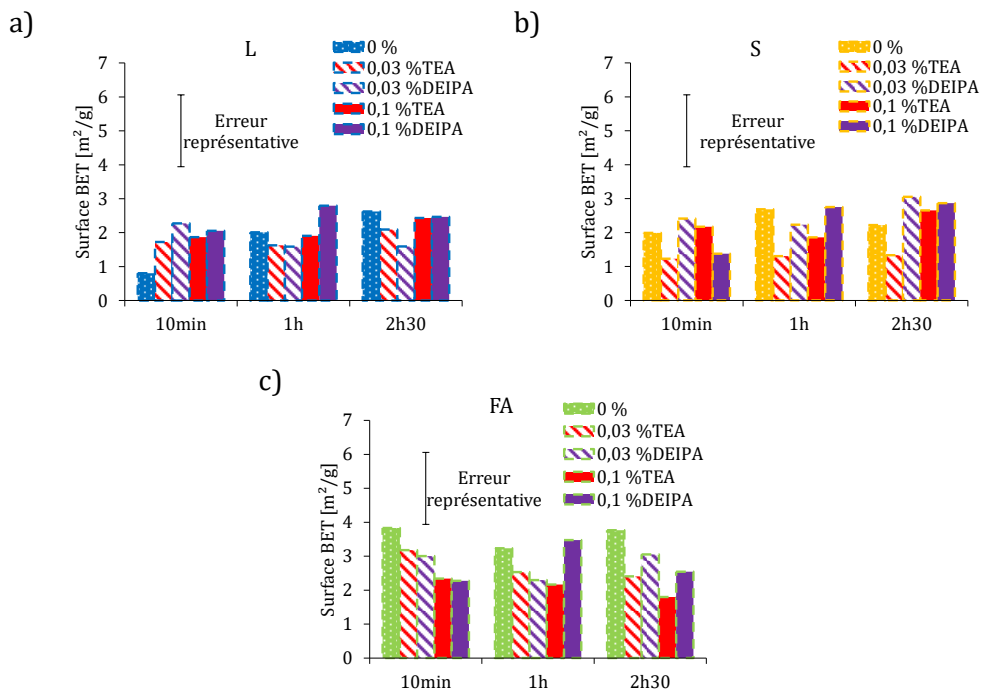 a)
L
Surface BET [m²/g]
7
6
5
4
3
2
1
0
0 %
0,03 %TEA
0,03 %DEIPA
0,1 %TEA
0,1 %DEIPA
Erreur
représentative
10min
1h
2h30
b)
S
Surface BET [m²/g]
7
6
5
4
3
2
1
0
0 %
0,03 %TEA
0,03 %DEIPA
0,1 %TEA
0,1 %DEIPA
Erreur
représentative
10min
1h
2h30
c)
FA
Surface BET [m²/g]
7
6
5
4
3
2
1
0
0 %
0,03 %TEA
0,03 %DEIPA
0,1 %TEA
0,1 %DEIPA
Erreur
représentative
10min
1h
2h30